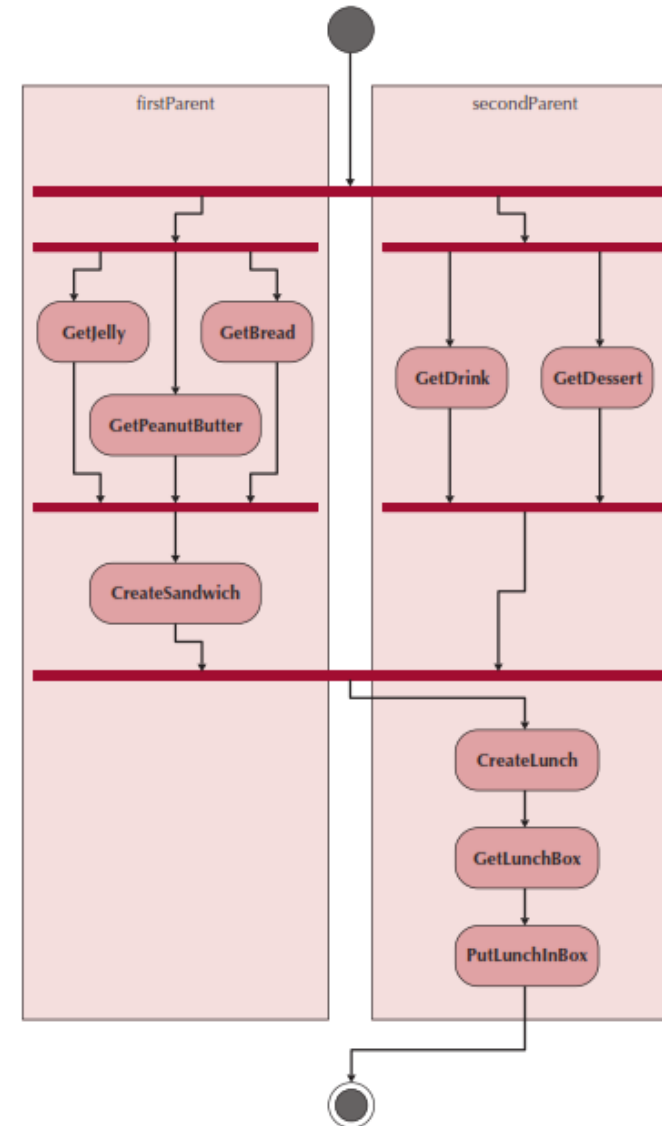 firstParent
secondParent
GetJelly
GetBread
GetDrink
GetDessert
GetPeanutButter
CreateSandwich
CreateLunch
GetLunchBox
PutLunchInBox